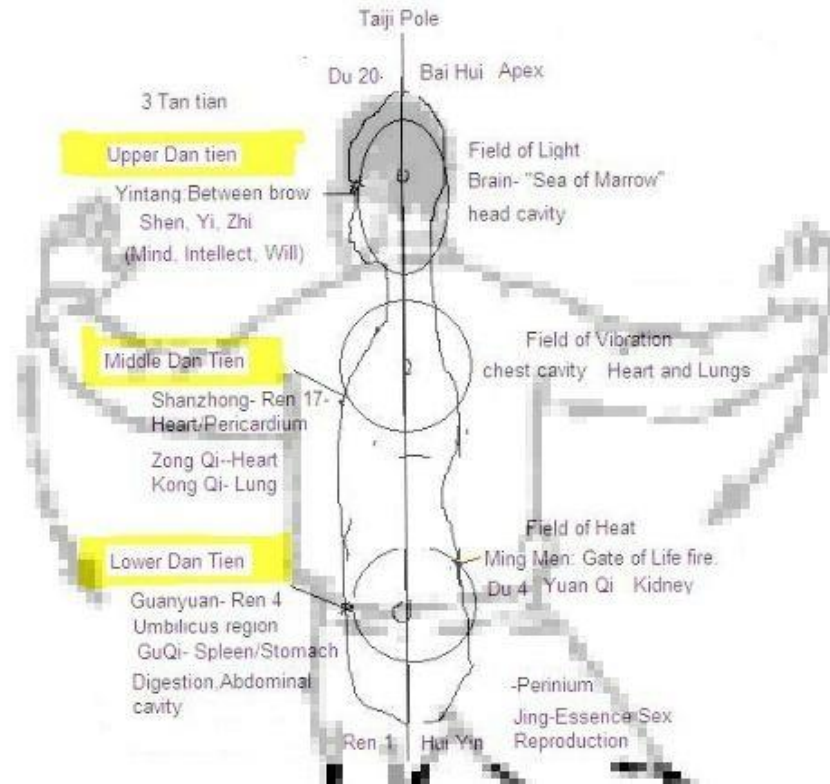 Taiji Pole
Du 20- Bai Hui Apex
3 Tan tian
Upper Dan tien
Yintang:Between brow
Shen, Yi, Zhi
(Mind, Intellect, Will)
Field of Light
Brain- "Sea of Marrow"
head cavity
Middle Dan Tien
Shanzhong- Ren 17-
Heart/Pericardium
Zong Qi--Heart
Kong Qi- Lung
Field of Vibration
chest cavity Heart and Lungs
Lower Dan Tien
Guanyuan- Ren 4
Umbilicus region
GuQi- Spleen/Stomach
Digestion,Abdominal
cavity
Field of Heat
Ming Men: Gate of Life fire.
Du 4 Yuan Qi Kidney
-Perinium
Jing-Essence Sex
Reproduction
Ren 1 Hui Yin